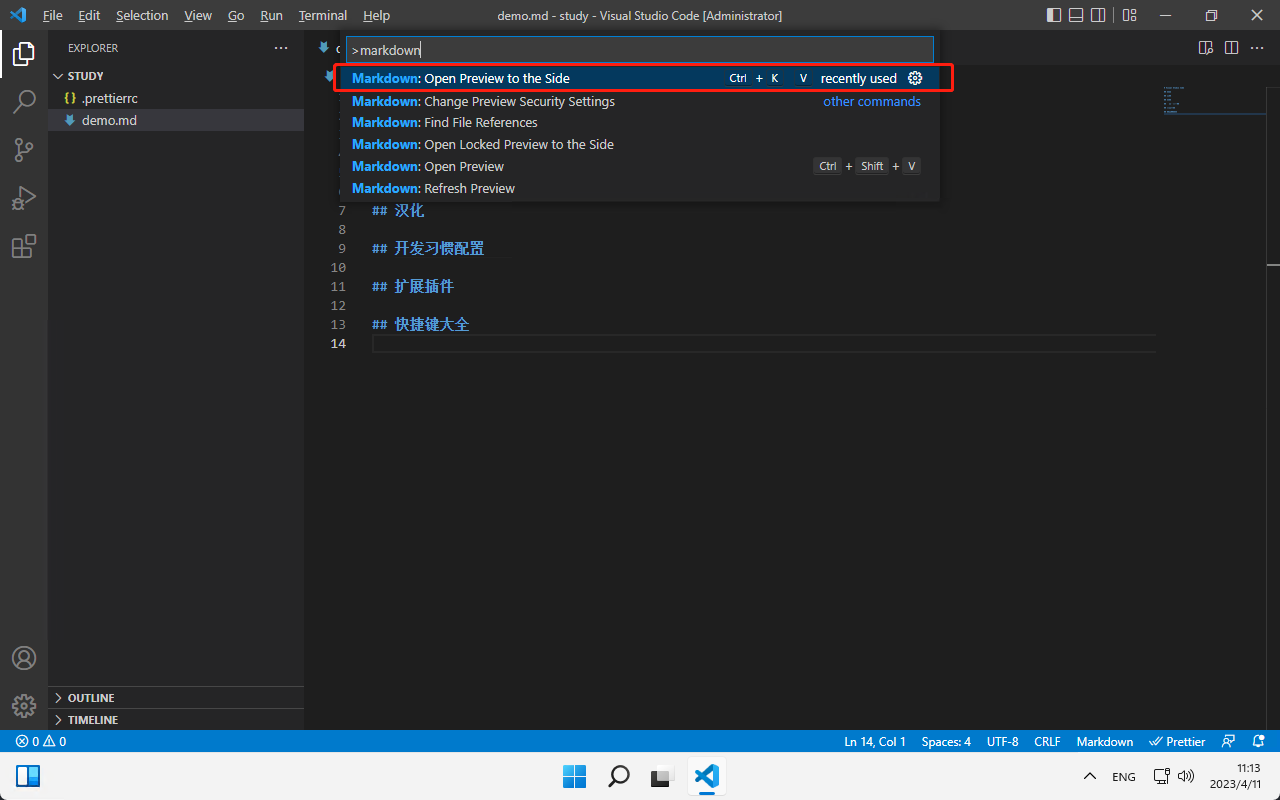 File Edit Selection View Go Run Terminal Help demo.md - study - Visual Studio Code [Administrator]
EXPLORER
STUDY
{} .prettierrc
demo.md
>markdown
Markdown: Open Preview to the Side Ctrl + K V recently used
Markdown: Change Preview Security Settings other commands
Markdown: Find File References
Markdown: Open Locked Preview to the Side
Markdown: Open Preview Ctrl + Shift + V
Markdown: Refresh Preview
7 ## 汉化
8
9 ## 开发习惯配置
10
11 ## 扩展插件
12
13 ## 快捷键大全
14
OUTLINE
TIMELINE
0 0 Ln 14, Col 1 Spaces: 4 UTF-8 CRLF Markdown Prettier
ENG 11:13
2023/4/11